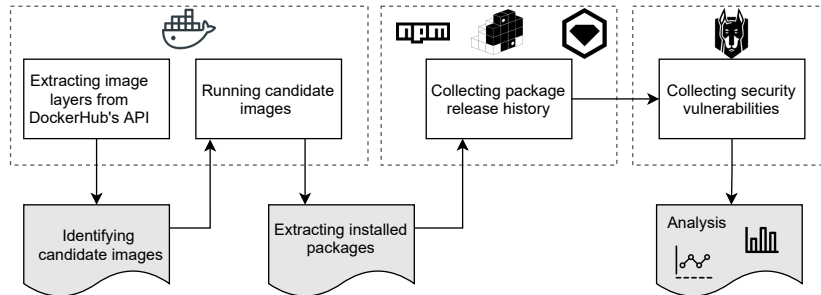 Extracting image
layers from
DockerHub's API
Running candidate
images
Collecting package
release history
Collecting security
vulnerabilities
Identifying
candidate images
Extracting installed
packages
Analysis